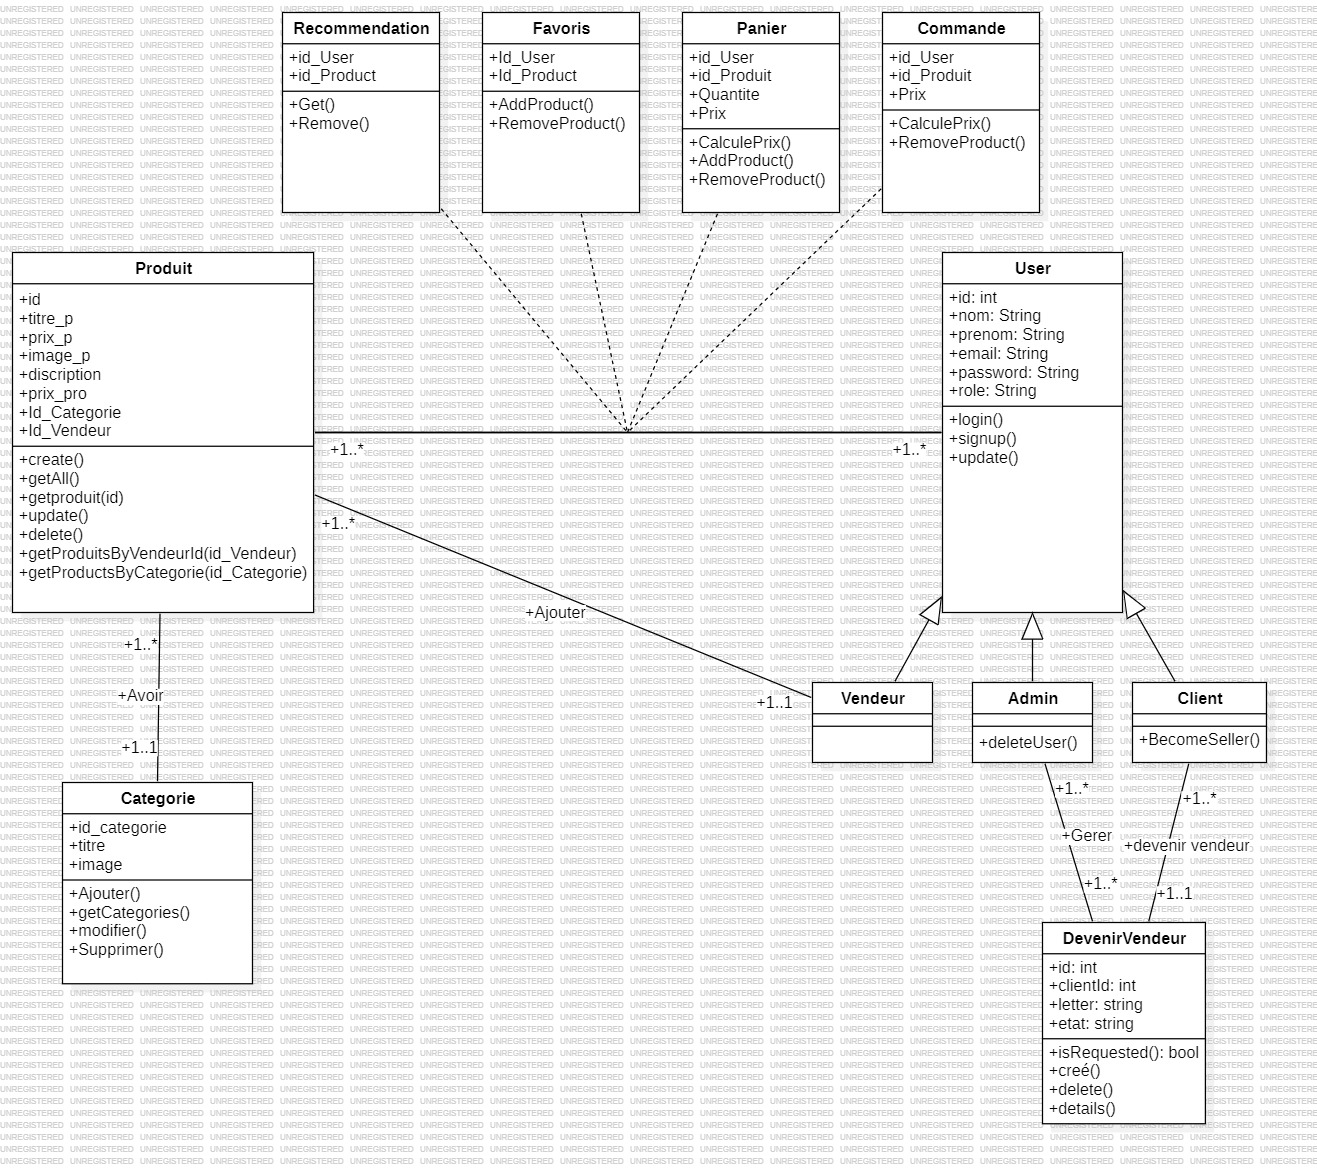 Recommendation
+id_User
+id_Product
+Get()
+Remove()
Favoris
+Id_User
+Id_Product
+AddProduct()
+RemoveProduct()
Panier
+id_User
+id_Produit
+Quantite
+Prix
+CalculePrix()
+AddProduct()
+RemoveProduct()
Commande
+id_User
+id_Produit
+Prix
+CalculePrix()
+RemoveProduct()
Produit
+id
+titre_p
+prix_p
+image_p
+discription
+prix_pro
+Id_Categorie
+Id_Vendeur
+create()
+getAll()
+getproduit(id)
+update()
+delete()
+getProduitsByVendeurId(id_Vendeur)
+getProductsByCategorie(id_Categorie)
User
+id: int
+nom: String
+prenom: String
+email: String
+password: String
+role: String
+login()
+signup()
+update()
+1..*
+1..*
+1..*
+Ajouter
+1..1
+1..*
+Avoir
+1..1
Vendeur
Admin
+deleteUser()
Client
+BecomeSeller()
Categorie
+id_categorie
+titre
+image
+Ajouter()
+getCategories()
+modifier()
+Supprimer()
+1..*
+Gerer
+1..*
+1..*
+devenir vendeur
+1..1
DevenirVendeur
+id: int
+clientId: int
+letter: string
+etat: string
+isRequested(): bool
+creé()
+delete()
+details()
UNREGISTERED